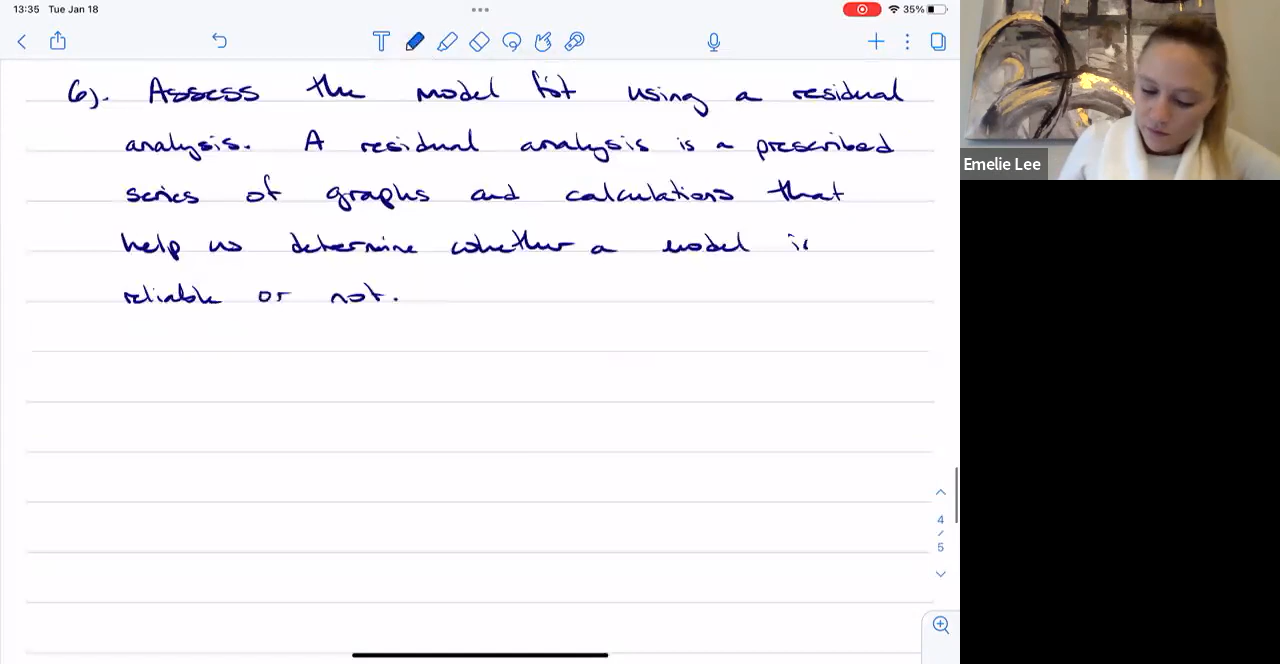 13:35 Tue Jan 18
35%
T
6). Assess the model fit using a residual
analysis. A residual analysis is a prescribed
series of graphs and calculations that
help us determine whether a model is
reliable or not.
4
/
5
Emelie Lee